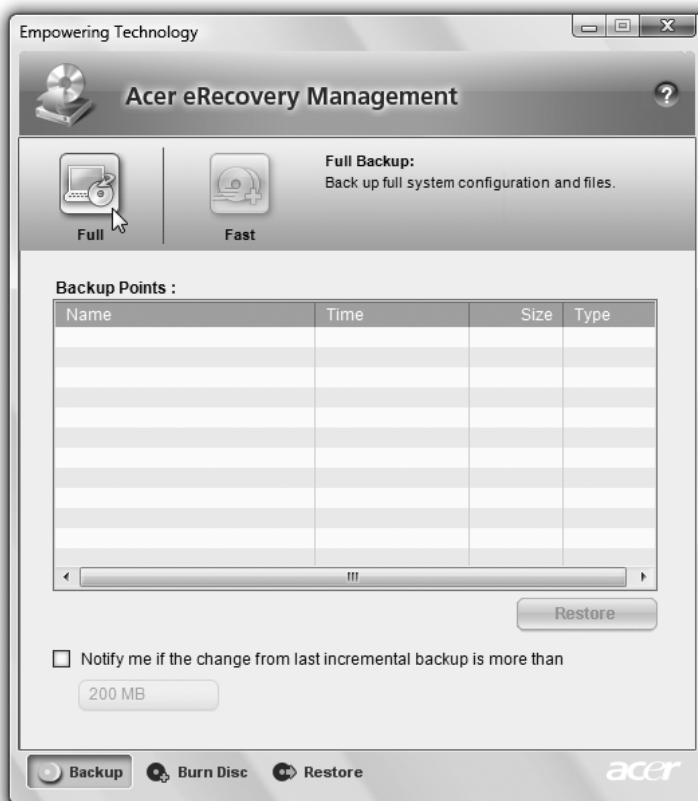 Empowering Technology
Acer eRecovery Management
?
Full
Fast
Full Backup:
Back up full system configuration and files.
Backup Points :
Name Time Size Type
Restore
Notify me if the change from last incremental backup is more than
200 MB
Backup Burn Disc Restore
acer